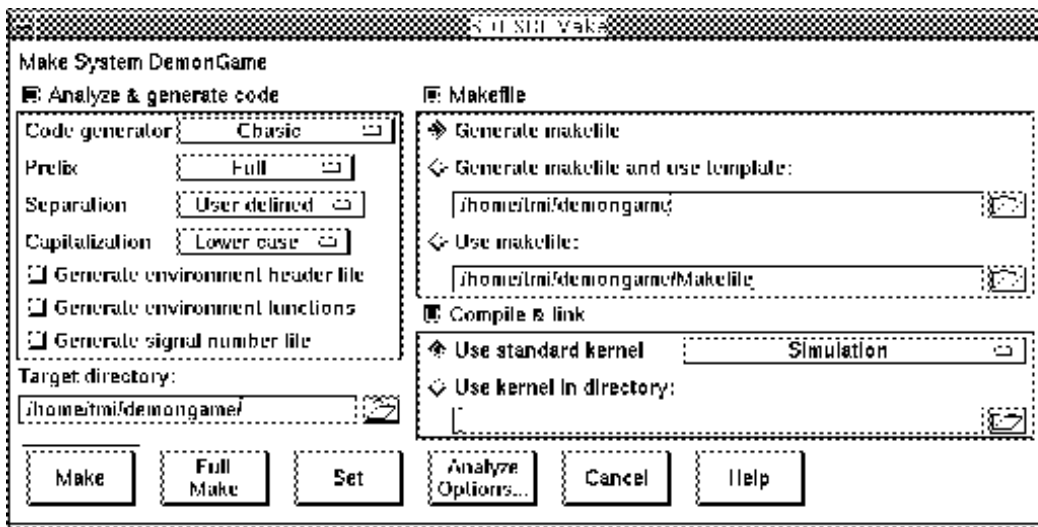 Make
Make System DemonGame
Analyze & generate code
Code generator Cbasic
Prefix Full
Separation User defined
Capitalization Lower case
Generate environment header file
Generate environment functions
Generate signal number file
Target directory:
/home/tmi/demongame/
Makefile
Generate makefile
Generate makefile and use template:
/home/tmi/demongame
Use makefile:
/home/tmi/demongame/Makefile
Compile & link
Use standard kernel Simulation
Use kernel in directory:
Make
Full
Make
Set
Analyze
Options...
Cancel
Help